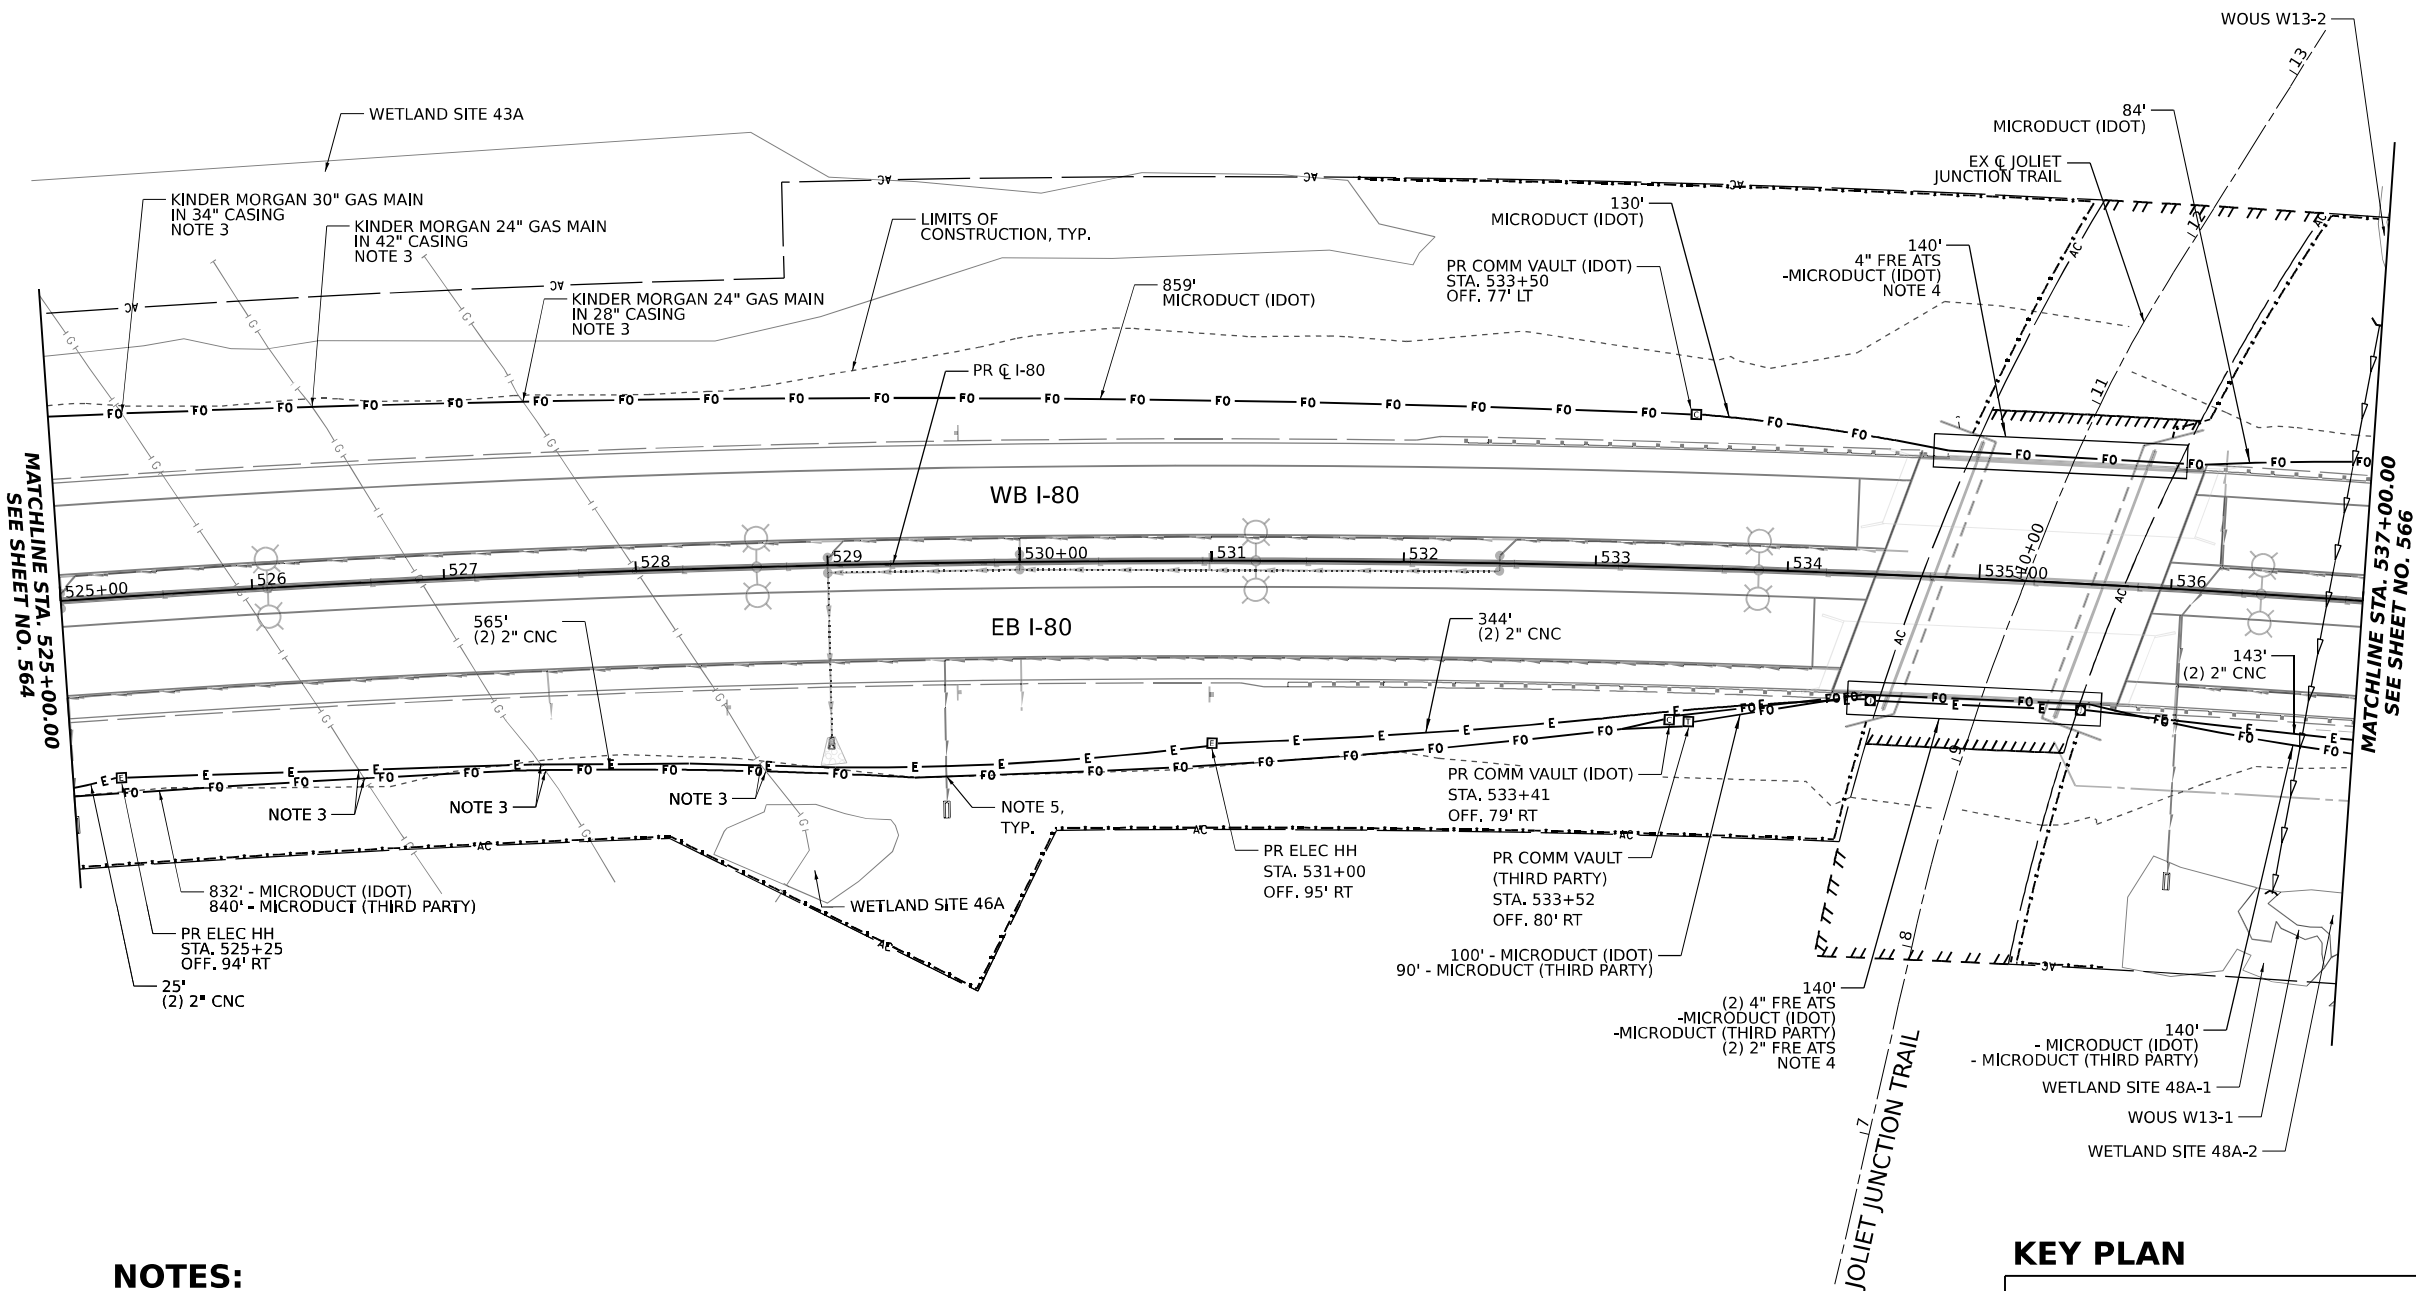 WOUS W13-2
WETLAND SITE 43A
84'
MICRODUCT (IDOT)
EX ℄ JOLIET
JUNCTION TRAIL
KINDER MORGAN 30" GAS MAIN
IN 34" CASING
NOTE 3
KINDER MORGAN 24" GAS MAIN
IN 42" CASING
NOTE 3
KINDER MORGAN 24" GAS MAIN
IN 28" CASING
NOTE 3
LIMITS OF
CONSTRUCTION, TYP.
859'
MICRODUCT (IDOT)
130'
MICRODUCT (IDOT)
PR COMM VAULT (IDOT)
STA. 533+50
OFF. 77' LT
140'
4" FRE ATS
-MICRODUCT (IDOT)
NOTE 4
PR ℄ I-80
13
12
11
10+00
9
8
7
MATCHLINE STA. 525+00.00
SEE SHEET NO. 564
WB I-80
525+00
526
527
528
529
530+00
531
532
533
534
535+00
536
EB I-80
MATCHLINE STA. 537+00.00
SEE SHEET NO. 566
565'
(2) 2" CNC
344'
(2) 2" CNC
143'
(2) 2" CNC
NOTE 3
NOTE 3
NOTE 3
NOTE 5,
TYP.
PR COMM VAULT (IDOT)
STA. 533+41
OFF. 79' RT
PR ELEC HH
STA. 531+00
OFF. 95' RT
PR COMM VAULT
(THIRD PARTY)
STA. 533+52
OFF. 80' RT
832' - MICRODUCT (IDOT)
840' - MICRODUCT (THIRD PARTY)
WETLAND SITE 46A
PR ELEC HH
STA. 525+25
OFF. 94' RT
25'
(2) 2" CNC
100' - MICRODUCT (IDOT)
90' - MICRODUCT (THIRD PARTY)
140'
(2) 4" FRE ATS
-MICRODUCT (IDOT)
-MICRODUCT (THIRD PARTY)
(2) 2" FRE ATS
NOTE 4
140'
- MICRODUCT (IDOT)
- MICRODUCT (THIRD PARTY)
WETLAND SITE 48A-1
WOUS W13-1
WETLAND SITE 48A-2
JOLIET JUNCTION TRAIL
NOTES:
KEY PLAN